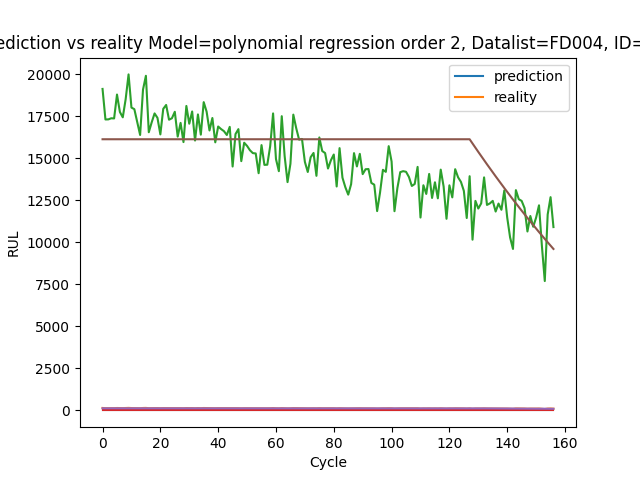 ediction vs reality Model=polynomial regression order 2, Datalist=FD004, ID=
prediction
reality
RUL
20000
17500
15000
12500
10000
7500
5000
2500
0
0 20 40 60 80 100 120 140 160
Cycle